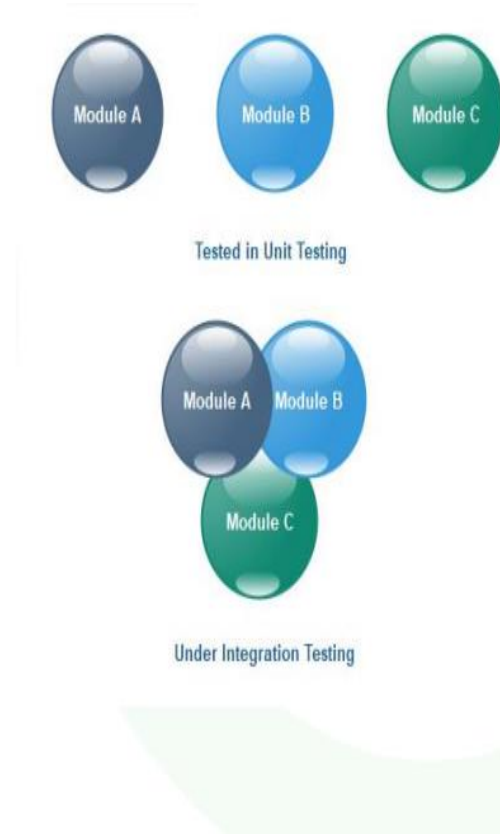 Module A
Module B
Module C
Tested in Unit Testing
Module A
Module B
Module C
Under Integration Testing